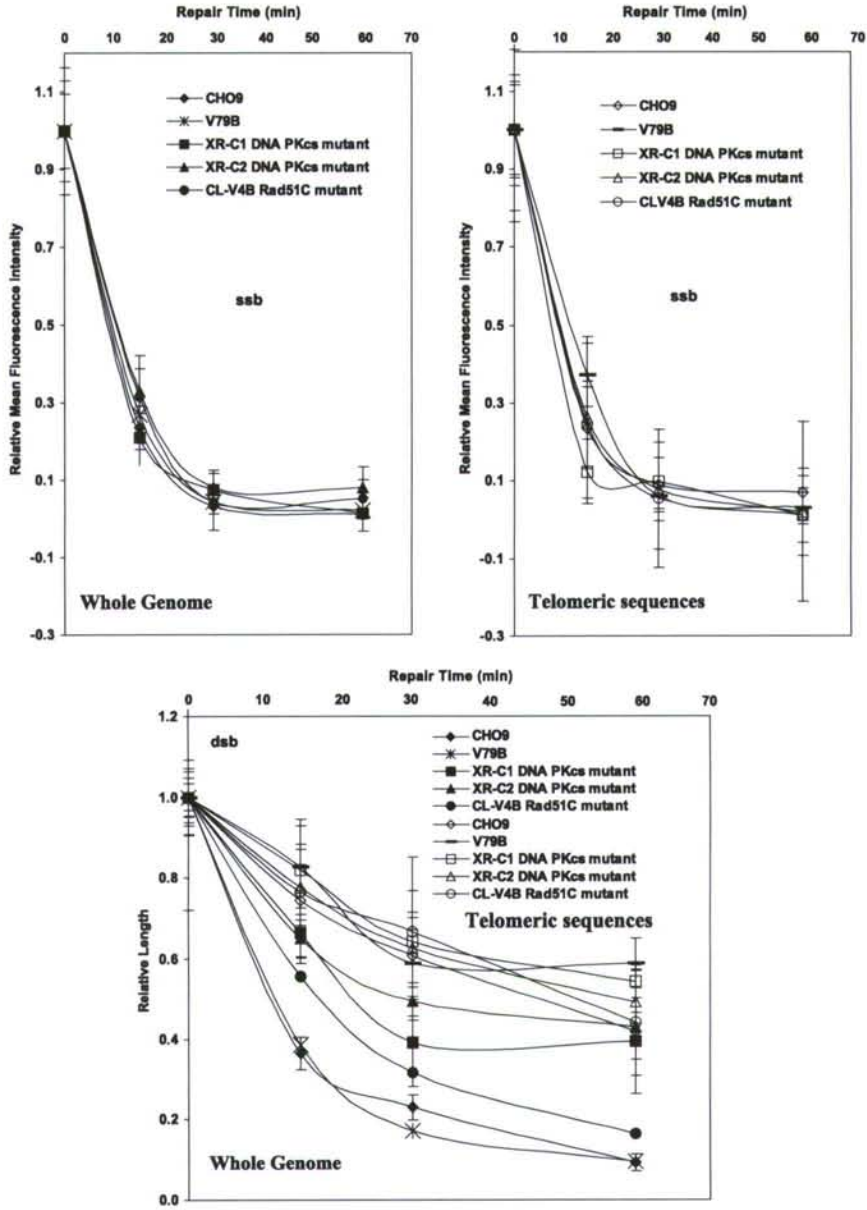 Repair Time (min)
0 10 20 30 40 50 60 70
1.1
0.9
0.7
0.5
0.3
0.1
-0.1
-0.3
Relative Mean Fluorescence Intensity
CHO9
V79B
XR-C1 DNA PKcs mutant
XR-C2 DNA PKcs mutant
CL-V4B Rad51C mutant
ssb
Whole Genome
Repair Time (min)
0 10 20 30 40 50 60 70
1.1
0.9
0.7
0.5
0.3
0.1
-0.1
-0.3
Relative Mean Fluorescence Intensity
CHO9
V79B
XR-C1 DNA PKcs mutant
XR-C2 DNA PKcs mutant
CLV4B Rad51C mutant
ssb
Telomeric sequences
Repair Time (min)
0 10 20 30 40 50 60 70
1.2
1.0
0.8
0.6
0.4
0.2
0.0
Relative Length
dsb
CHO9
V79B
XR-C1 DNA PKcs mutant
XR-C2 DNA PKcs mutant
CL-V4B Rad51C mutant
CHO9
V79B
XR-C1 DNA PKcs mutant
XR-C2 DNA PKcs mutant
CL-V4B Rad51C mutant
Telomeric sequences
Whole Genome